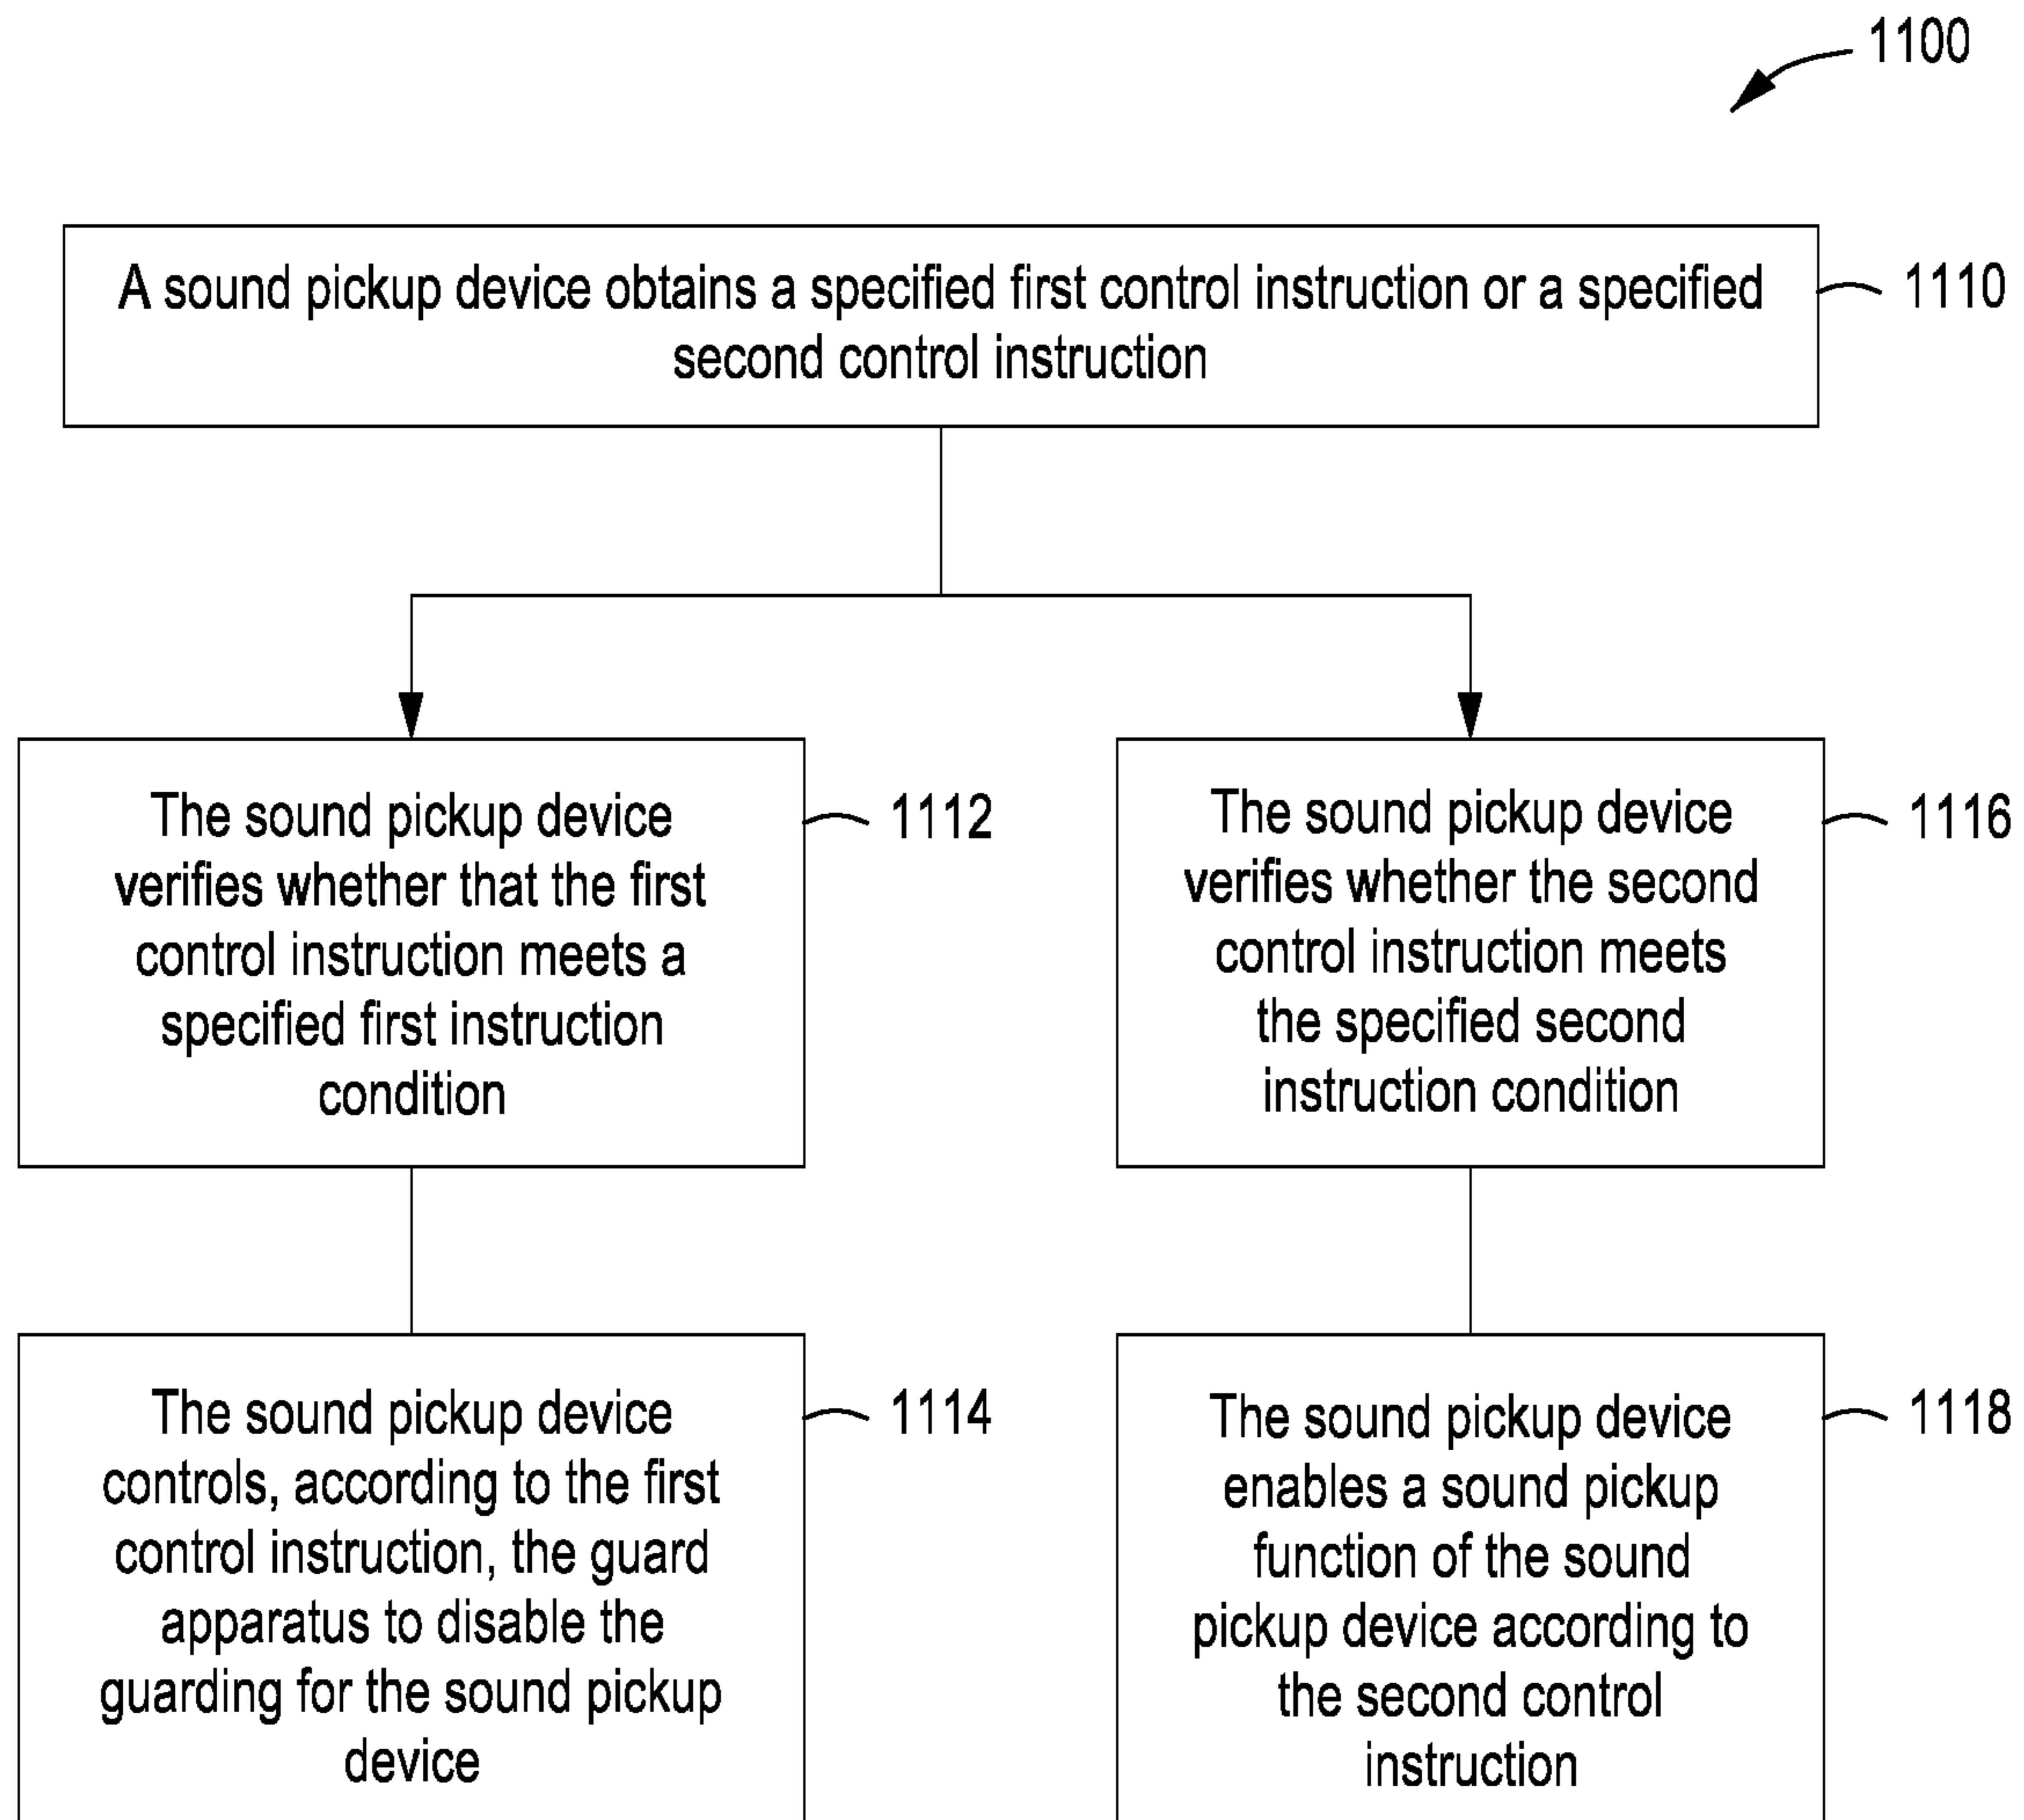 1100
A sound pickup device obtains a specified first control instruction or a specified
second control instruction
1110
The sound pickup device
verifies whether that the first
control instruction meets a
specified first instruction
condition
1112
The sound pickup device
verifies whether the second
control instruction meets
the specified second
instruction condition
1116
The sound pickup device
controls, according to the first
control instruction, the guard
apparatus to disable the
guarding for the sound pickup
device
1114
The sound pickup device
enables a sound pickup
function of the sound
pickup device according to
the second control
instruction
1118